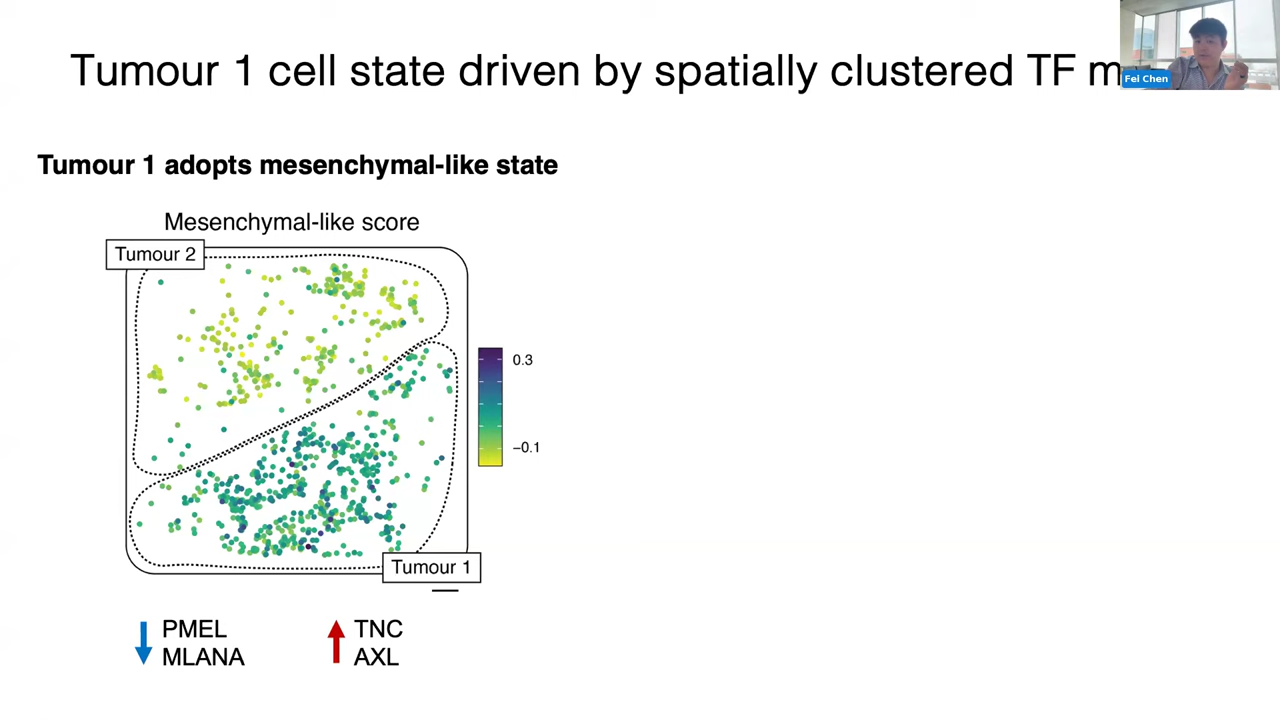 Tumour 1 cell state driven by spatially clustered TF
Fei Chen
Tumour 1 adopts mesenchymal-like state
Mesenchymal-like score
Tumour 2
0.3
−0.1
Tumour 1
PMEL
MLANA
TNC
AXL